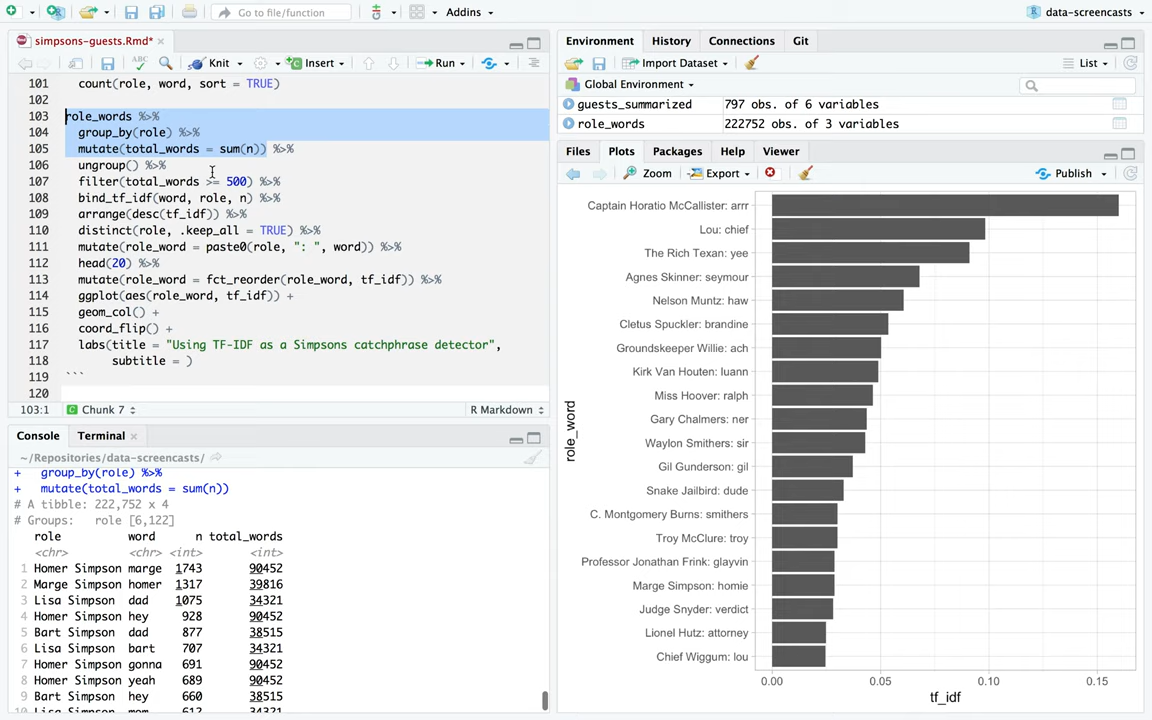 Go to file/function
Addins
data-screencasts
simpsons-guests.Rmd*
Knit
Insert
Run
101 count(role, word, sort = TRUE)
102
103 role_words %>%
104 group_by(role) %>%
105 mutate(total_words = sum(n)) %>%
106 ungroup() %>%
107 filter(total_words >= 500) %>%
108 bind_tf_idf(word, role, n) %>%
109 arrange(desc(tf_idf)) %>%
110 distinct(role, .keep_all = TRUE) %>%
111 mutate(role_word = paste0(role, ": ", word)) %>%
112 head(20) %>%
113 mutate(role_word = fct_reorder(role_word, tf_idf)) %>%
114 ggplot(aes(role_word, tf_idf)) +
115 geom_col() +
116 coord_flip() +
117 labs(title = "Using TF-IDF as a Simpsons catchphrase detector",
118 subtitle = )
119 ```
120
103:1 Chunk 7 R Markdown
Console Terminal
~/Repositories/data-screencasts/
+ group_by(role) %>%
+ mutate(total_words = sum(n))
# A tibble: 222,752 x 4
# Groups: role [6,122]
role word n total_words
<chr> <chr> <int> <int>
1 Homer Simpson marge 1743 90452
2 Marge Simpson homer 1317 39816
3 Lisa Simpson dad 1075 34321
4 Homer Simpson hey 928 90452
5 Bart Simpson dad 877 38515
6 Lisa Simpson bart 707 34321
7 Homer Simpson gonna 691 90452
8 Homer Simpson yeah 689 90452
9 Bart Simpson hey 660 38515
10 Lisa Simpson mom 612 34321
Environment History Connections Git
Import Dataset List
Global Environment
guests_summarized 797 obs. of 6 variables
role_words 222752 obs. of 3 variables
Files Plots Packages Help Viewer
Zoom Export Publish
Captain Horatio McCallister: arrr
Lou: chief
The Rich Texan: yee
Agnes Skinner: seymour
Nelson Muntz: haw
Cletus Spuckler: brandine
Groundskeeper Willie: ach
Kirk Van Houten: luann
Miss Hoover: ralph
Gary Chalmers: ner
Waylon Smithers: sir
Gil Gunderson: gil
Snake Jailbird: dude
C. Montgomery Burns: smithers
Troy McClure: troy
Professor Jonathan Frink: glayvin
Marge Simpson: homie
Judge Snyder: verdict
Lionel Hutz: attorney
Chief Wiggum: lou
role_word
0.00 0.05 0.10 0.15
tf_idf